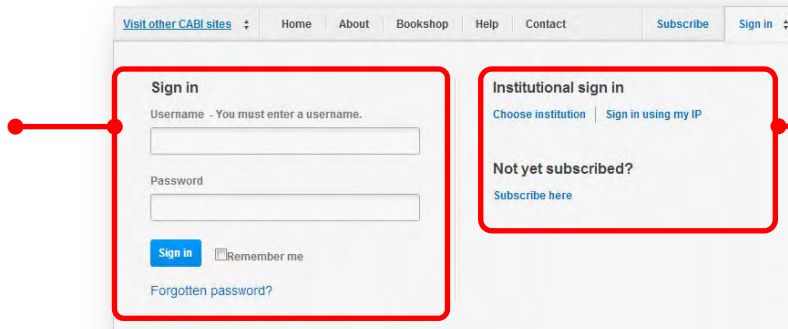 Visit other CABI sites Home About Bookshop Help Contact Subscribe Sign in
Sign in
Username - You must enter a username.
Password
Sign in Remember me
Forgotten password?
Institutional sign in
Choose institution Sign in using my IP
Not yet subscribed?
Subscribe here